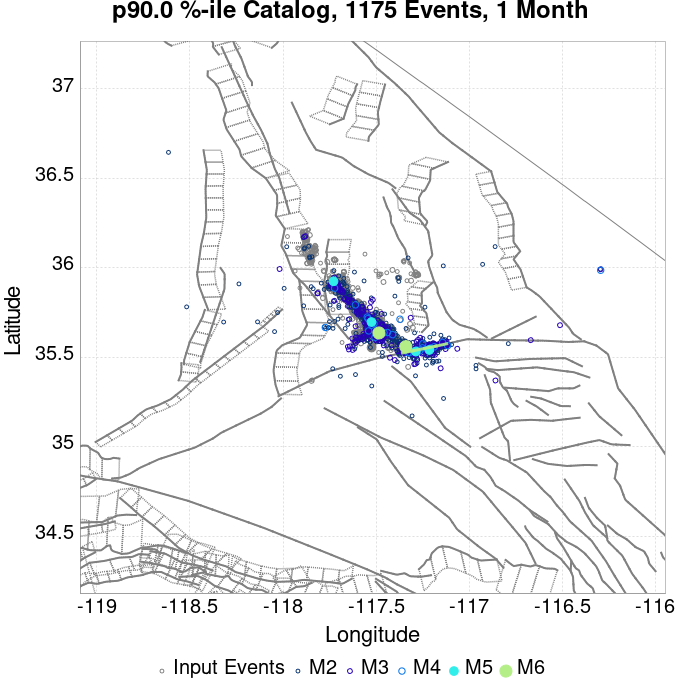 p90.0 %-ile Catalog, 1175 Events, 1 Month
37
36.5
36
35.5
35
34.5
Latitude
-119 -118.5 -118 -117.5 -117 -116.5 -116
Longitude
Input Events M2 M3 M4 M5 M6